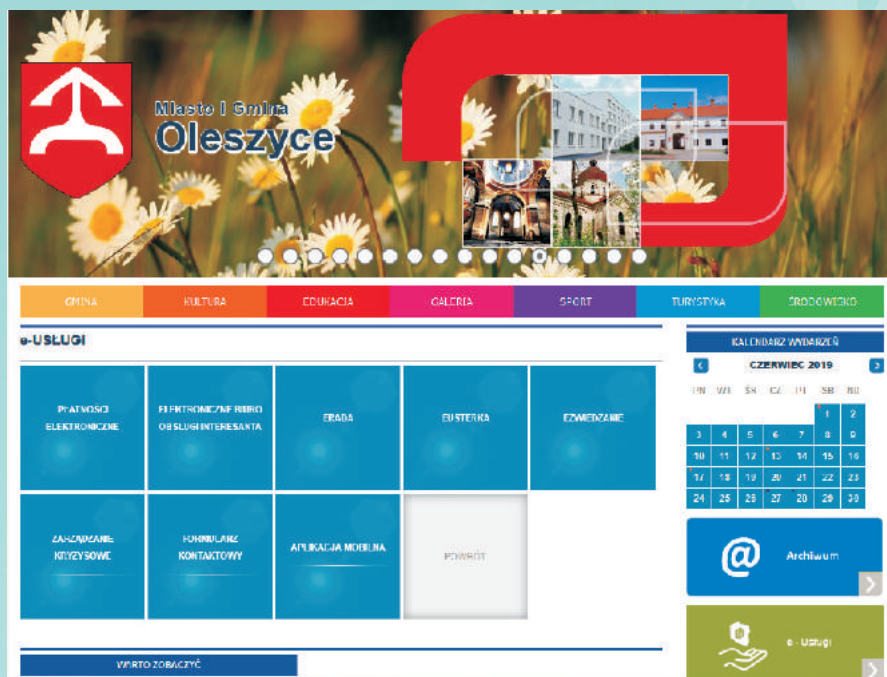 Miasto i Gmina
Oleszyce
GMINA KULTURA EDUKACJA GALERIA SPORT TURYSTYKA ŚRODOWISKO
e-USŁUGI
PŁATNOŚCI
ELEKTRONICZNE
ELEKTRONICZNE BIURO
OBSŁUGI INTERESANTA
ERADA
EUSTERKA
EZWIEDZANIE
ZARZĄDZANIE
KRYZYSOWE
FORMULARZ
KONTAKTOWY
APLIKACJA MOBILNA
POWRÓT
WARTO ZOBACZYĆ
KALENDARZ WYDARZEŃ
CZERWIEC 2019
PN WT ŚR CZ PT SB ND
1 2
3 4 5 6 7 8 9
10 11 12 13 14 15 16
17 18 19 20 21 22 23
24 25 26 27 28 29 30
Archiwum
e - Usługi